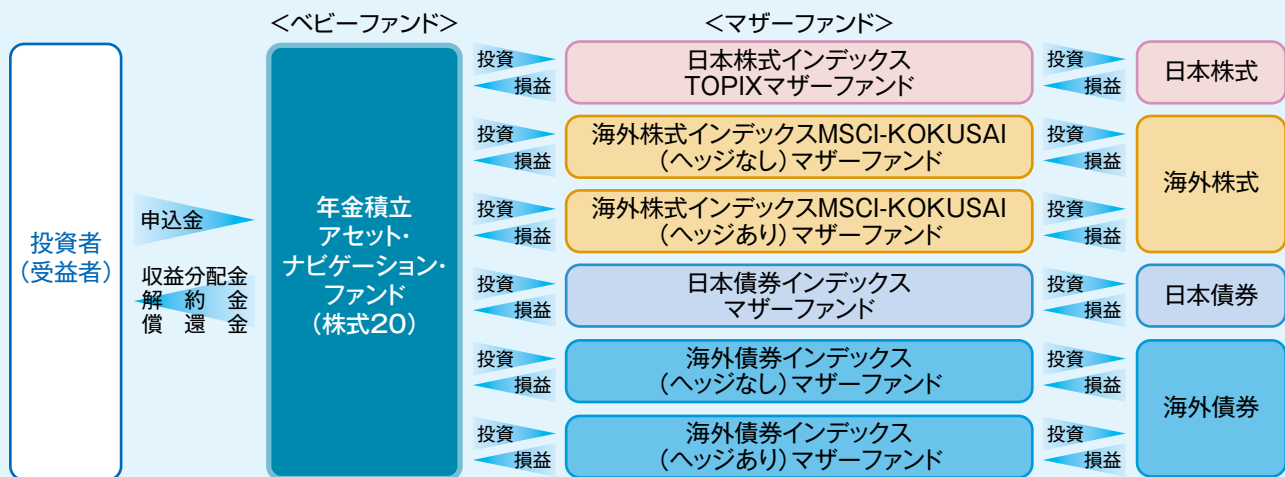 <ベビーファンド>
<マザーファンド>
投資者
(受益者)
申込金
収益分配金
解約金
償還金
年金積立
アセット・
ナビゲーション・
ファンド
(株式20)
投資
損益
日本株式インデックス
TOPIXマザーファンド
投資
損益
日本株式
投資
損益
海外株式インデックスMSCI-KOKUSAI
(ヘッジなし)マザーファンド
投資
損益
海外株式
投資
損益
海外株式インデックスMSCI-KOKUSAI
(ヘッジあり)マザーファンド
投資
損益
投資
損益
日本債券インデックス
マザーファンド
投資
損益
日本債券
投資
損益
海外債券インデックス
(ヘッジなし)マザーファンド
投資
損益
海外債券
投資
損益
海外債券インデックス
(ヘッジあり)マザーファンド
投資
損益